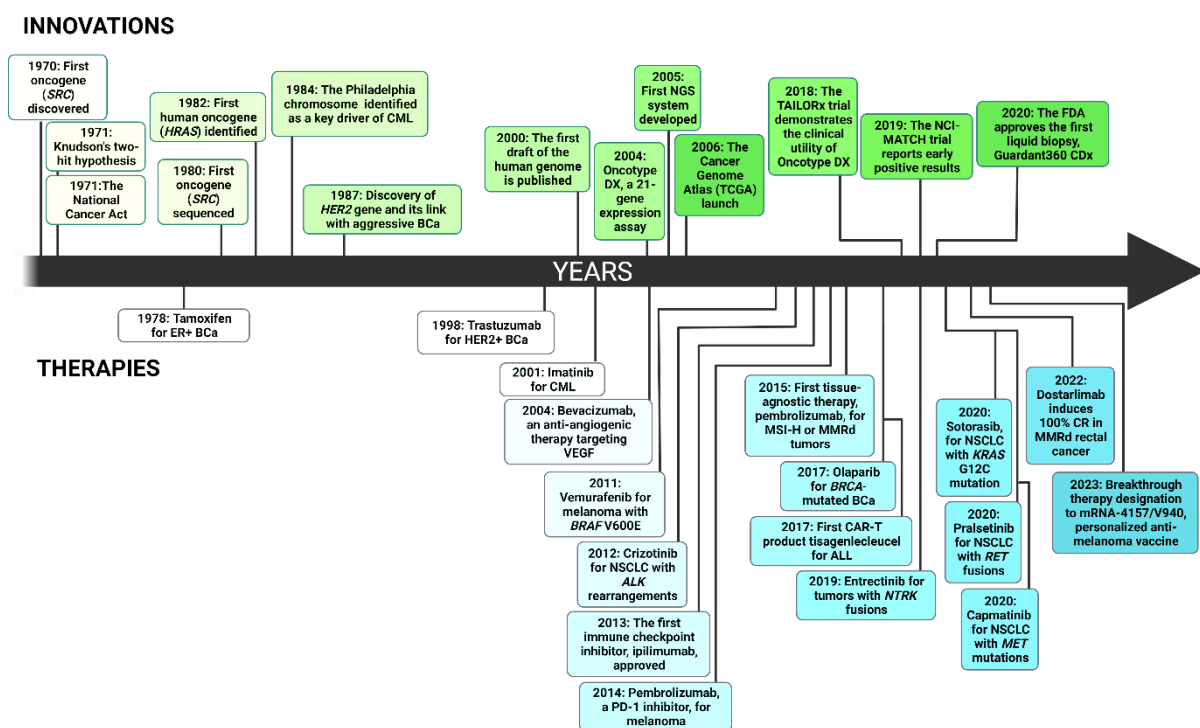 INNOVATIONS
1970: First
oncogene
(SRC)
discovered
1971:
Knudson's two-
hit hypothesis
1971:The
National
Cancer Act
1982: First
human oncogene
(HRAS) identified
1980: First
oncogene
(SRC)
sequenced
1984: The Philadelphia
chromosome identified
as a key driver of CML
1987: Discovery of
HER2 gene and its link
with aggressive BCa
2000: The first
draft of the
human genome
is published
2004:
Oncotype
DX, a 21-
gene
expression
assay
2005:
First NGS
system
developed
2006: The
Cancer
Genome
Atlas (TCGA)
launch
2018: The
TAILORx trial
demonstrates
the clinical
utility of
Oncotype DX
2019: The NCI-
MATCH trial
reports early
positive results
2020: The FDA
approves the first
liquid biopsy,
Guardant360 CDx
YEARS
THERAPIES
1978: Tamoxifen
for ER+ BCa
1998: Trastuzumab
for HER2+ BCa
2001: Imatinib
for CML
2004: Bevacizumab,
an anti-angiogenic
therapy targeting
VEGF
2011:
Vemurafenib for
melanoma with
BRAF V600E
2012: Crizotinib
for NSCLC with
ALK
rearrangements
2013: The first
immune checkpoint
inhibitor, ipilimumab,
approved
2014: Pembrolizumab,
a PD-1 inhibitor, for
melanoma
2015: First tissue-
agnostic therapy,
pembrolizumab, for
MSI-H or MMRd
tumors
2017: Olaparib
for BRCA-
mutated BCa
2017: First CAR-T
product tisagenlecleucel
for ALL
2019: Entrectinib for
tumors with NTRK
fusions
2020:
Sotorasib,
for NSCLC
with KRAS
G12C
mutation
2020:
Pralsetinib
for NSCLC
with RET
fusions
2020:
Capmatinib
for NSCLC
with MET
mutations
2022:
Dostarlimab
induces
100% CR in
MMRd rectal
cancer
2023: Breakthrough
therapy designation
to mRNA-4157/V940,
personalized anti-
melanoma vaccine